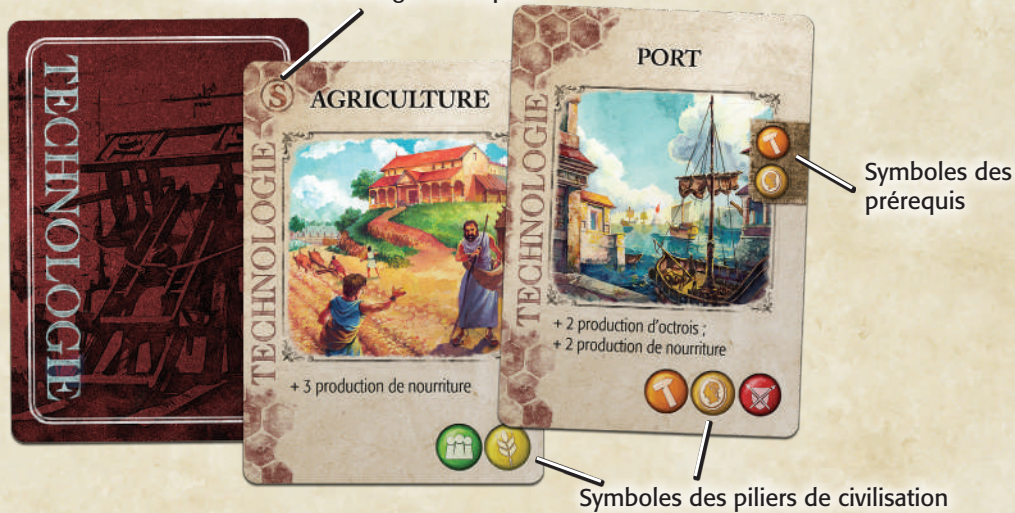 TECHNOLOGIE
S
AGRICULTURE
TECHNOLOGIE
+ 3 production de nourriture
PORT
TECHNOLOGIE
+ 2 production d'octrois ;
+ 2 production de nourriture
Symboles des
prérequis
Symboles des piliers de civilisation